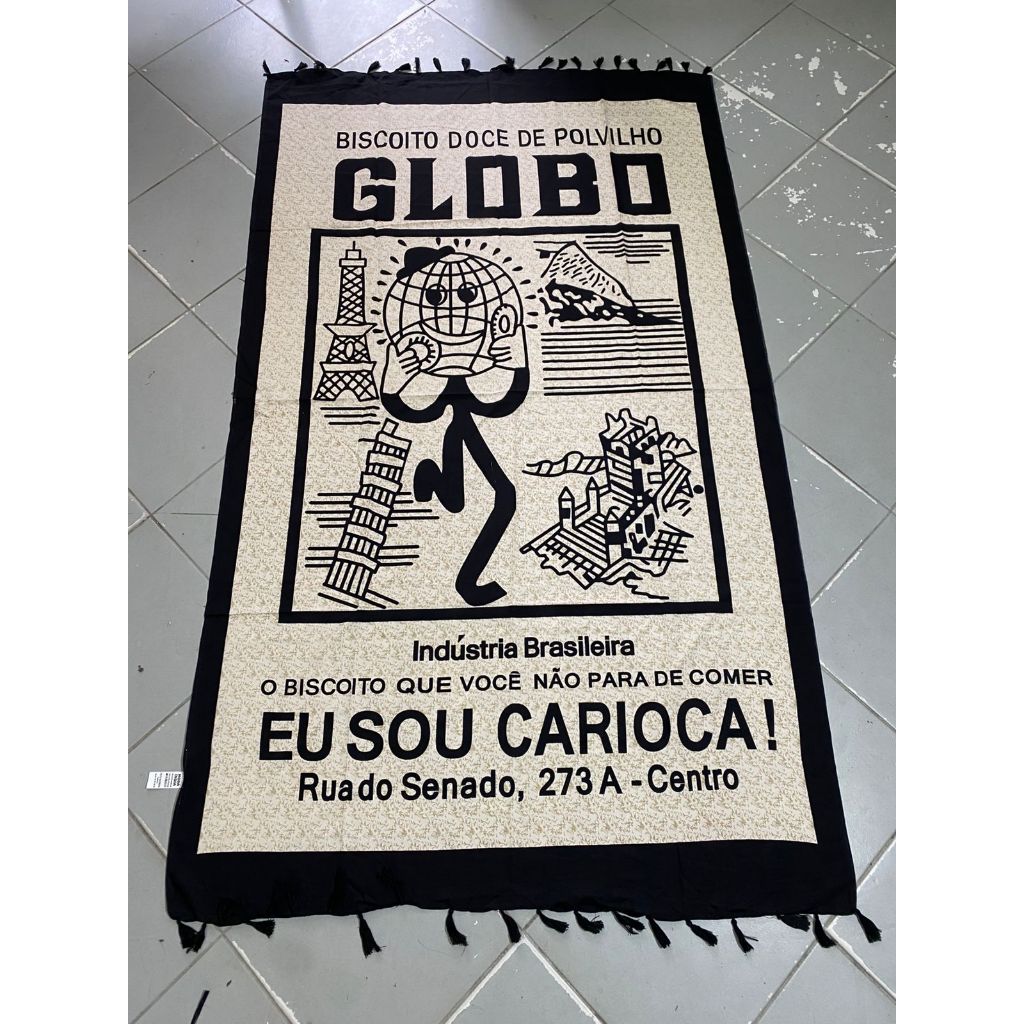 BISCOITO DOCE DE POLVILHO
GLOBO
Indústria Brasileira
O BISCOITO QUE VOCÊ NÃO PARA DE COMER
EU SOU CARIOCA!
Rua do Senado, 273 A - Centro